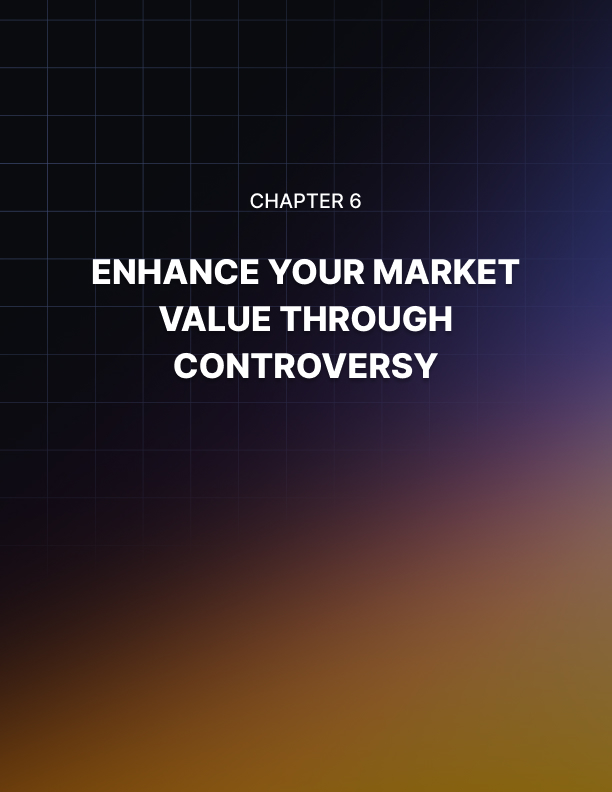 CHAPTER 6
ENHANCE YOUR MARKET
VALUE THROUGH
CONTROVERSY